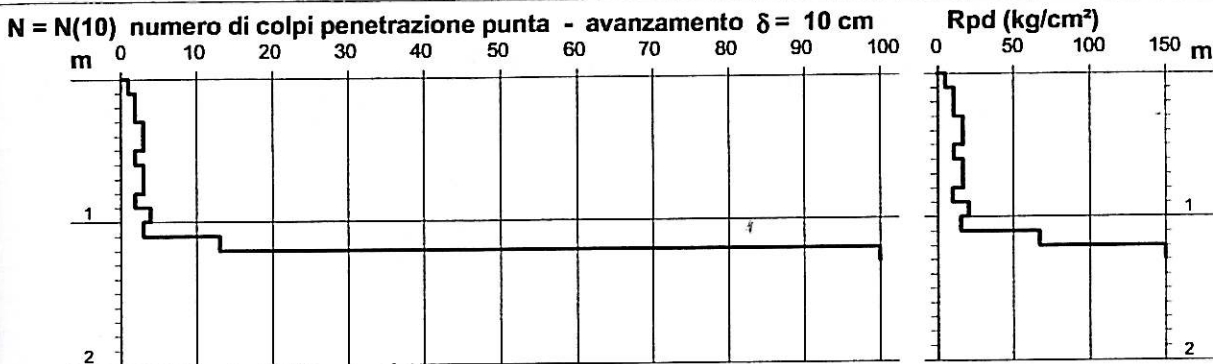 N = N(10) numero di colpi penetrazione punta - avanzamento δ = 10 cm
Rpd (kg/cm²)
m 0 10 20 30 40 50 60 70 80 90 100
0 50 100 150 m
1
1
2
2